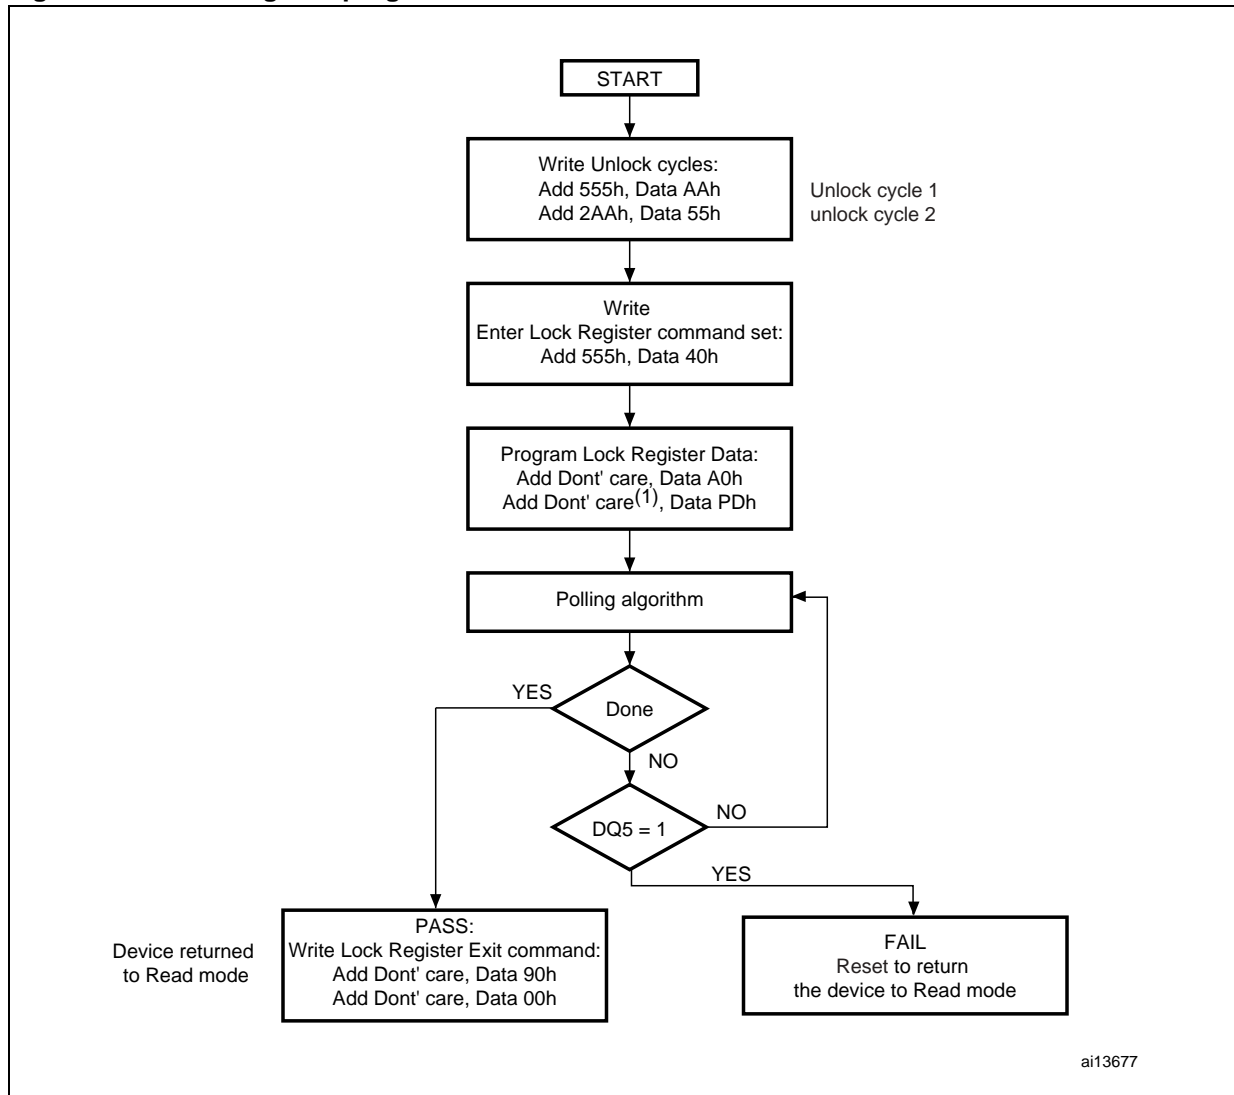 START
Write Unlock cycles:
Add 555h, Data AAh
Add 2AAh, Data 55h
Unlock cycle 1
unlock cycle 2
Write
Enter Lock Register command set:
Add 555h, Data 40h
Program Lock Register Data:
Add Dont' care, Data A0h
Add Dont' care(1), Data PDh
Polling algorithm
YES
Done
NO
DQ5 = 1
NO
YES
Device returned
to Read mode
PASS:
Write Lock Register Exit command:
Add Dont' care, Data 90h
Add Dont' care, Data 00h
FAIL
Reset to return
the device to Read mode
ai13677